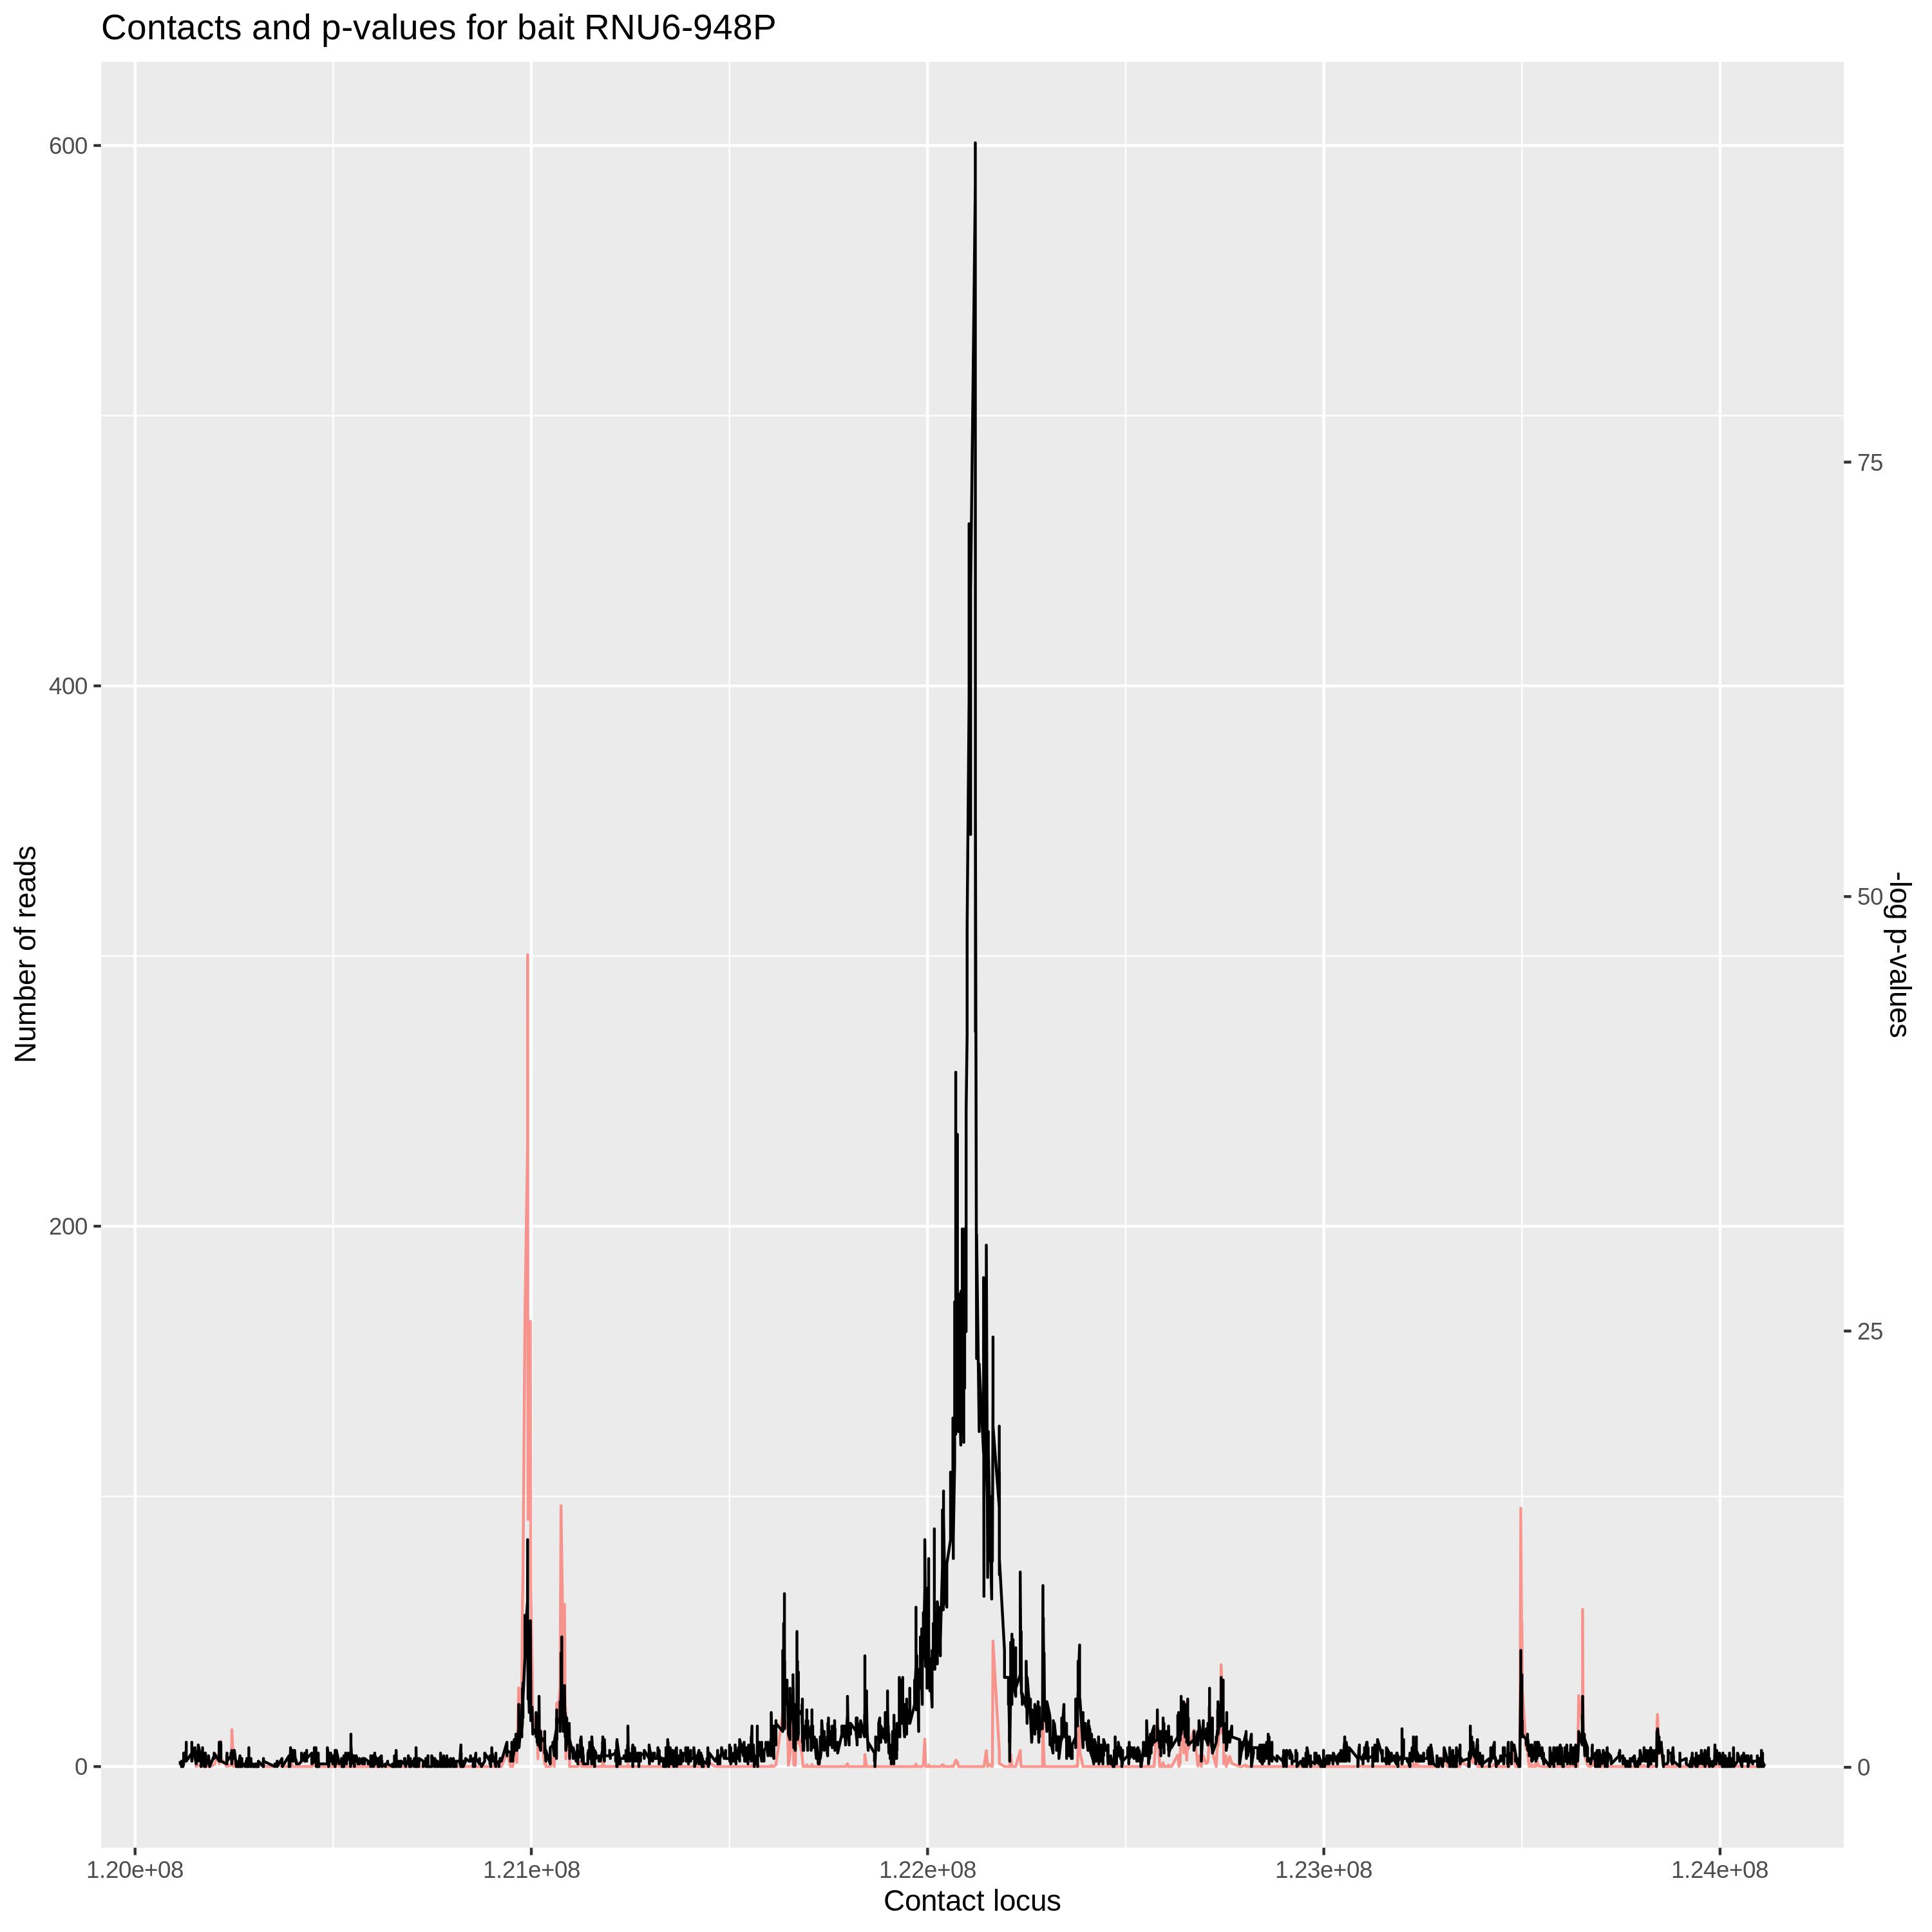 Contacts and p-values for bait RNU6-948P
600
400
200
0
Number of reads
75
50
25
0
-log p-values
1.20e+08
1.21e+08
1.22e+08
1.23e+08
1.24e+08
Contact locus